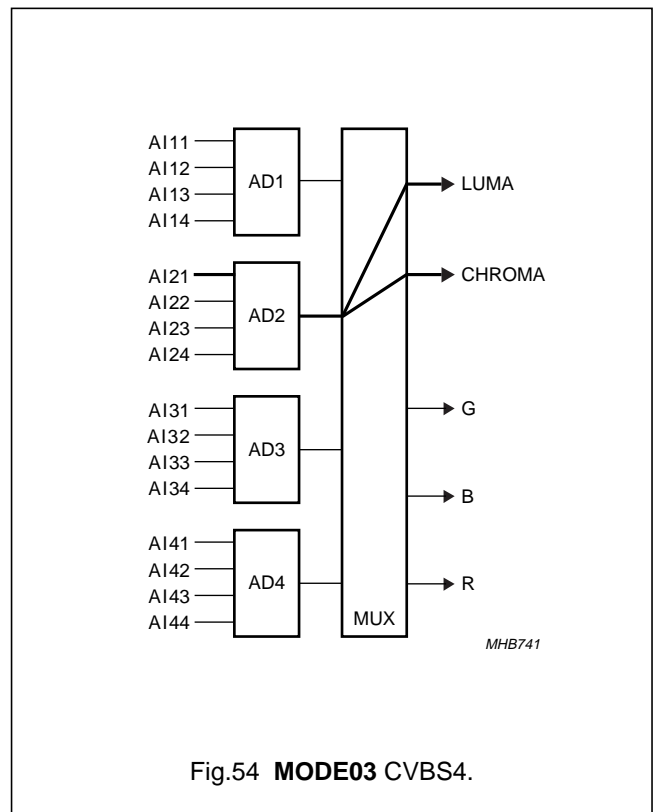 AI11
AI12
AI13
AI14
AD1
AI21
AI22
AI23
AI24
AD2
AI31
AI32
AI33
AI34
AD3
AI41
AI42
AI43
AI44
AD4
MUX
LUMA
CHROMA
G
B
R
MHB741
Fig.54 MODE03 CVBS4.